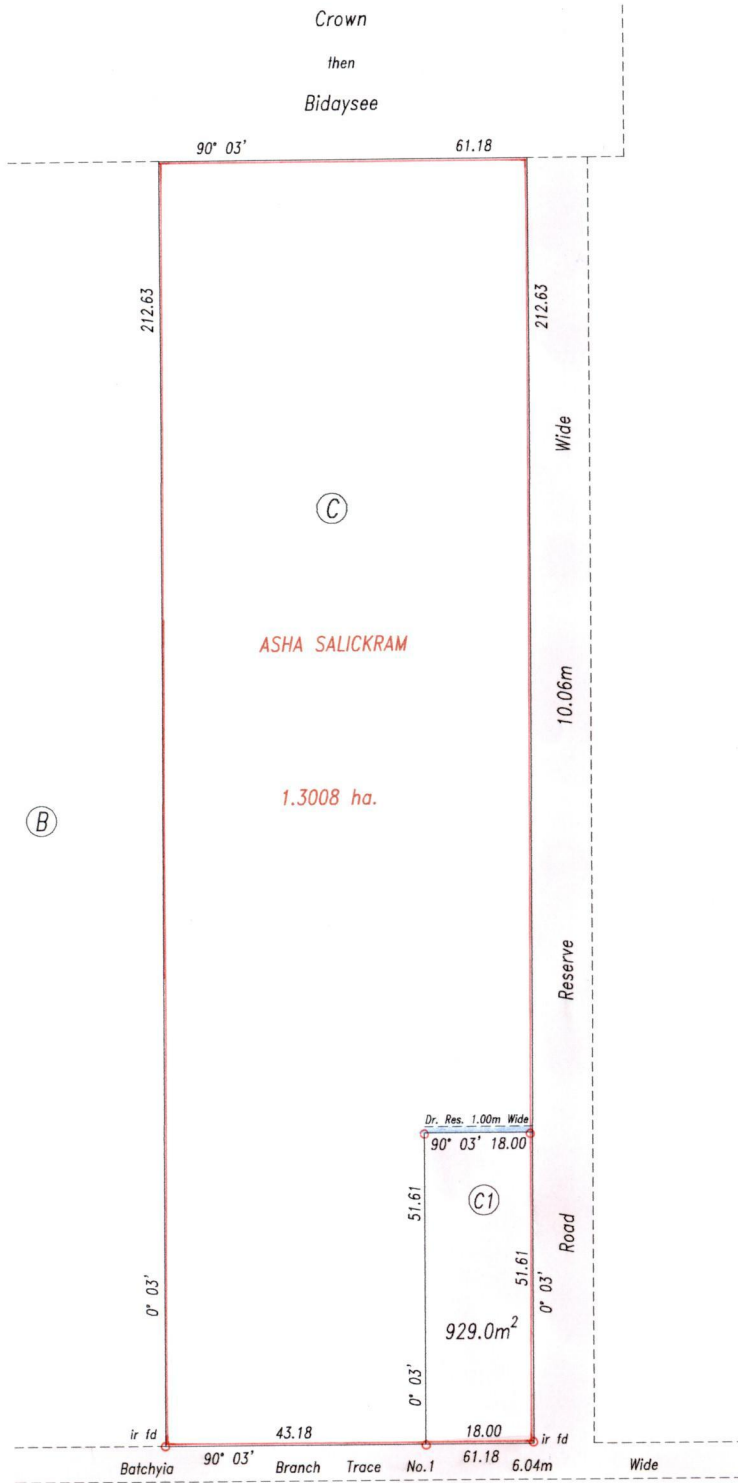 Crown
then
Bidaysee
90° 03' 61.18
212.63
212.63
Wide
C
ASHA SALICKRAM
10.06m
1.3008 ha.
B
Reserve
Dr. Res. 1.00m Wide
90° 03' 18.00
C1
51.61
Road
51.61
0° 03'
0° 03'
929.0m²
0° 03'
ir fd 43.18 18.00 ir fd
90° 03' 61.18
Batchyia Branch Trace No.1 6.04m Wide